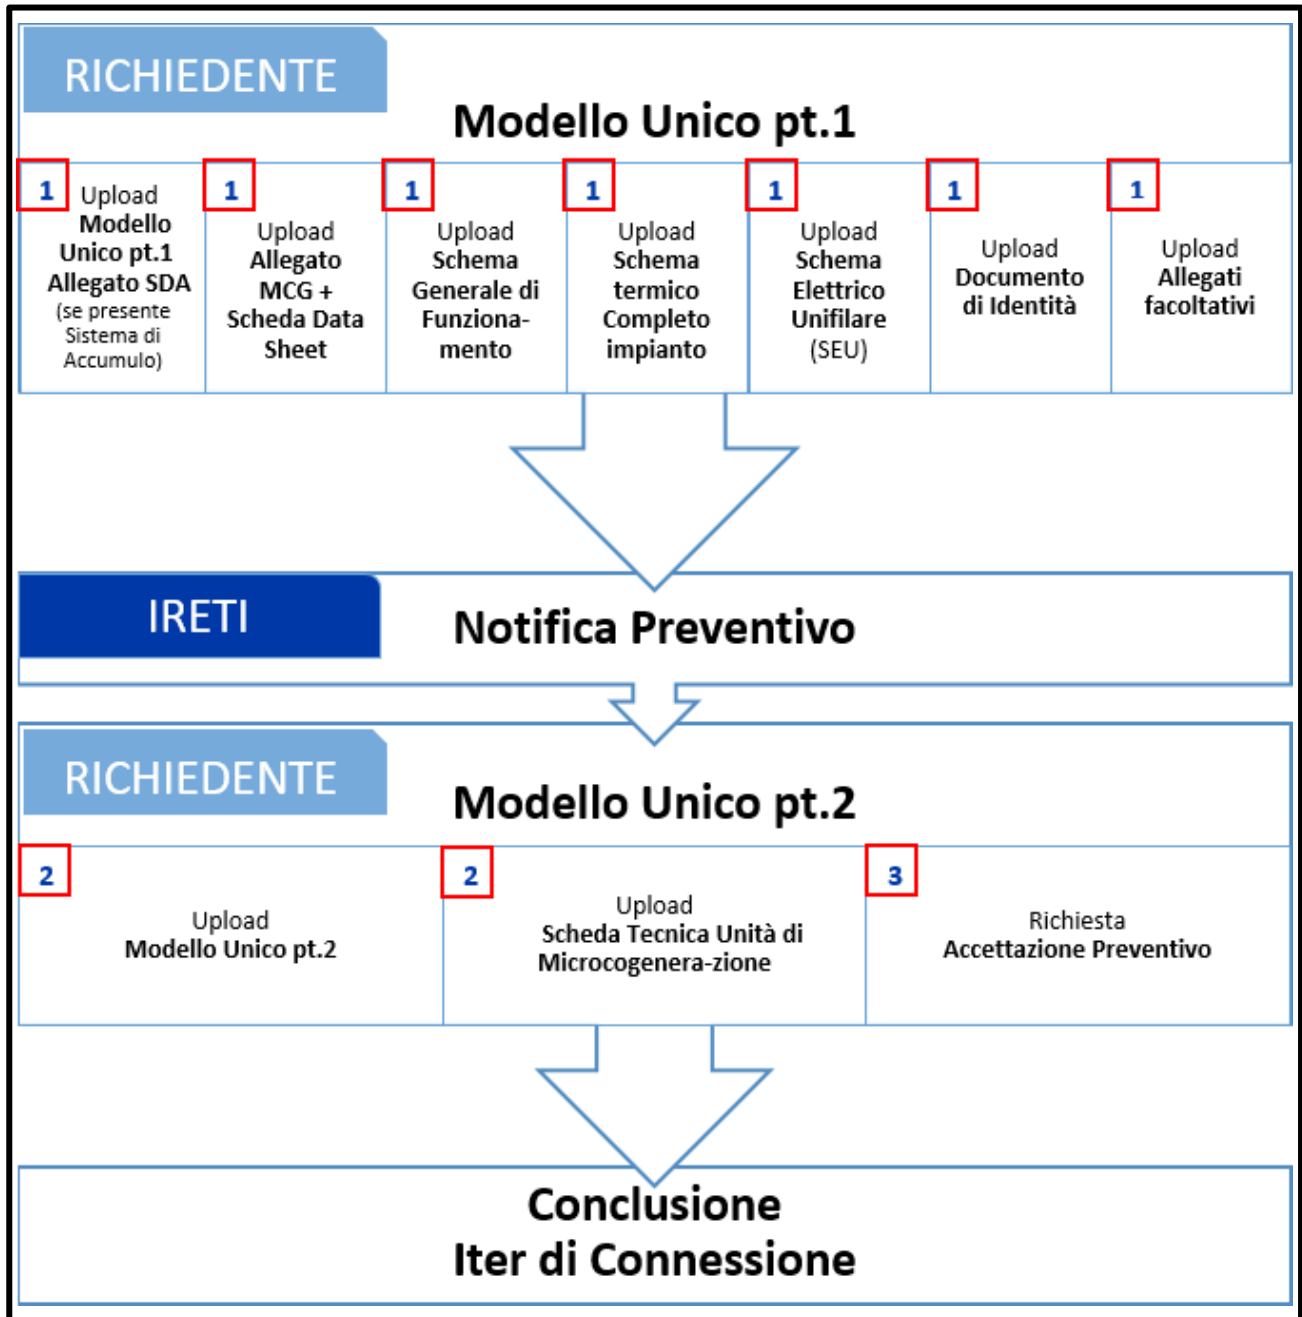 RICHIEDENTE
Modello Unico pt.1
1
Upload
Modello
Unico pt.1
Allegato SDA
(se presente
Sistema di
Accumulo)
1
Upload
Allegato
MCG +
Scheda Data
Sheet
1
Upload
Schema
Generale di
Funziona-
mento
1
Upload
Schema
termico
Completo
impianto
1
Upload
Schema
Elettrico
Unifilare
(SEU)
1
Upload
Documento
di Identità
1
Upload
Allegati
facoltativi
IRETI
Notifica Preventivo
RICHIEDENTE
Modello Unico pt.2
2
Upload
Modello Unico pt.2
2
Upload
Scheda Tecnica Unità di
Microcogenera-zione
3
Richiesta
Accettazione Preventivo
Conclusione
Iter di Connessione